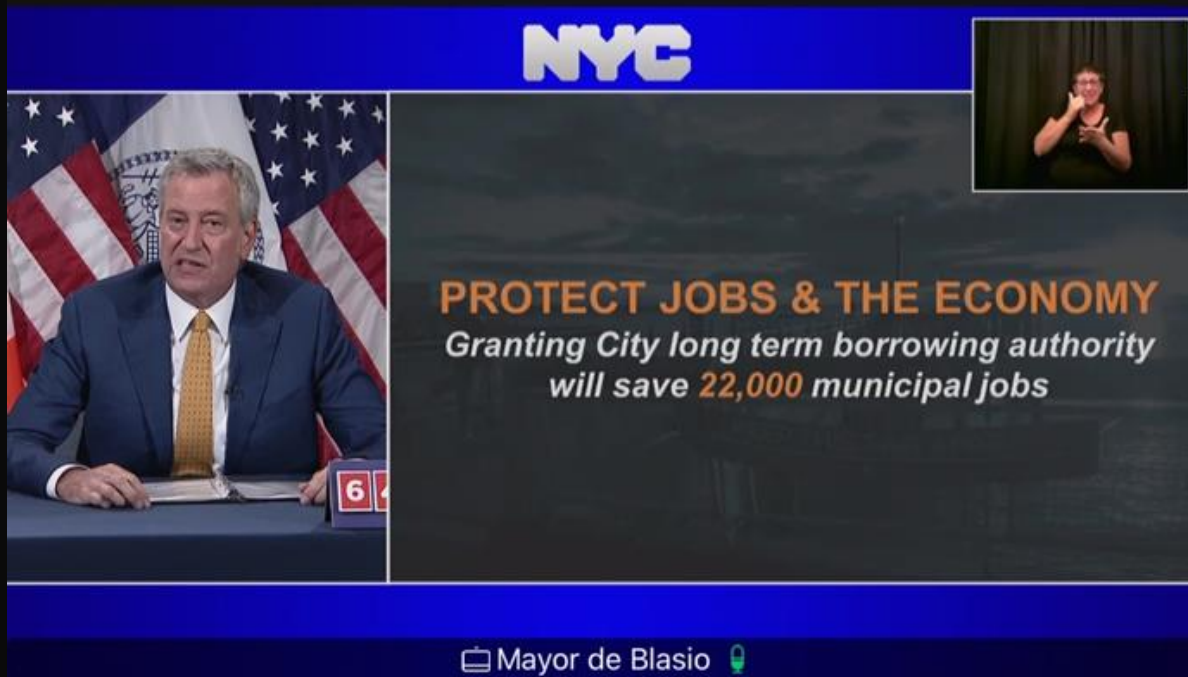 NYC
PROTECT JOBS & THE ECONOMY
Granting City long term borrowing authority
will save 22,000 municipal jobs
6
Mayor de Blasio